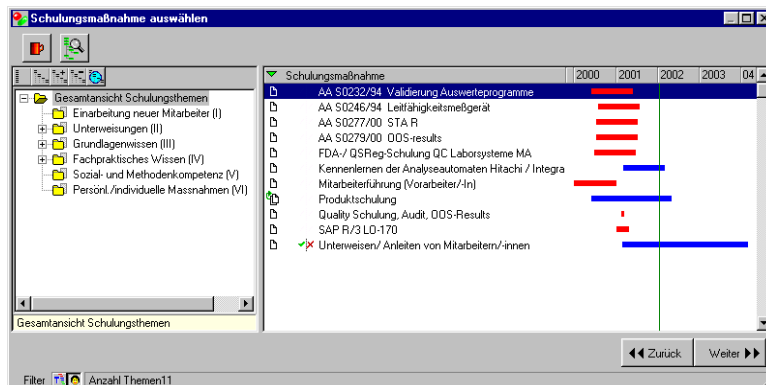 Schulungsmaßnahme auswählen
Gesamtansicht Schulungsthemen
Einarbeitung neuer Mitarbeiter (I)
Unterweisungen (II)
Grundlagenwissen (III)
Fachpraktisches Wissen (IV)
Sozial- und Methodenkompetenz (V)
Persönl./individuelle Massnahmen (VI)
Gesamtansicht Schulungsthemen
Schulungsmaßnahme 2000 2001 2002 2003 04
AA S0232/94 Validierung Auswerteprogramme
AA S0246/94 Leitfähigkeitsmeßgerät
AA S0277/00 STA R
AA S0279/00 OOS-results
FDA-/ QSReg-Schulung QC Laborsysteme MA
Kennenlernen der Analyseautomaten Hitachi / Integra
Mitarbeiterführung (Vorarbeiter/-In)
Produktschulung
Quality Schulung, Audit, OOS-Results
SAP R/3 LO-170
Unterweisen/ Anleiten von Mitarbeitern/-innen
Zurück Weiter
Filter Anzahl Themen11